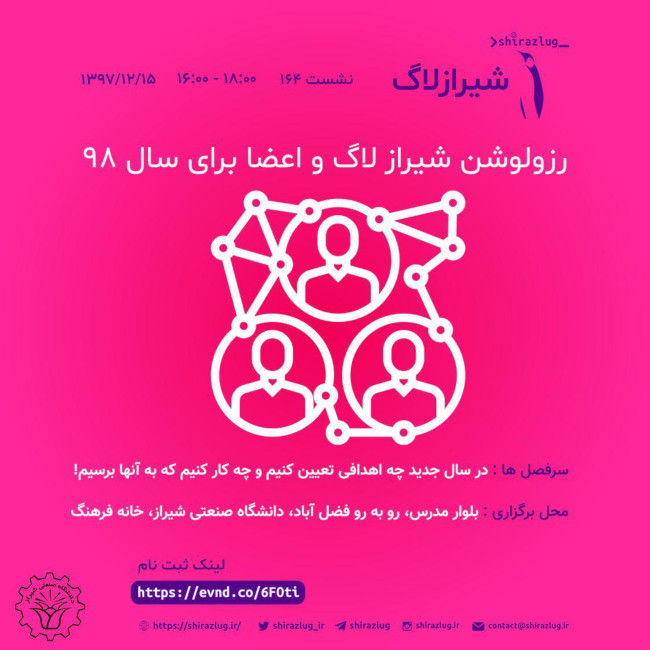 >shirazlug_
شیرازلاگ
نشست ۱۶۴ ۱۶:۰۰ - ۱۸:۰۰ ۱۳۹۷/۱۲/۱۵
رزولوشن شیراز لاگ و اعضا برای سال ۹۸
سرفصل ها : در سال جدید چه اهدافی تعیین کنیم و چه کار کنیم که به آنها برسیم!
محل برگزاری : بلوار مدرس، رو به رو فضل آباد، دانشگاه صنعتی شیراز، خانه فرهنگ
لینک ثبت نام
https://evnd.co/6FOti
دانشگاه صنعتی شیراز
https://shirazlug.ir/ shirazlug_ir shirazlug shirazlug.ir contact@shirazlug.ir